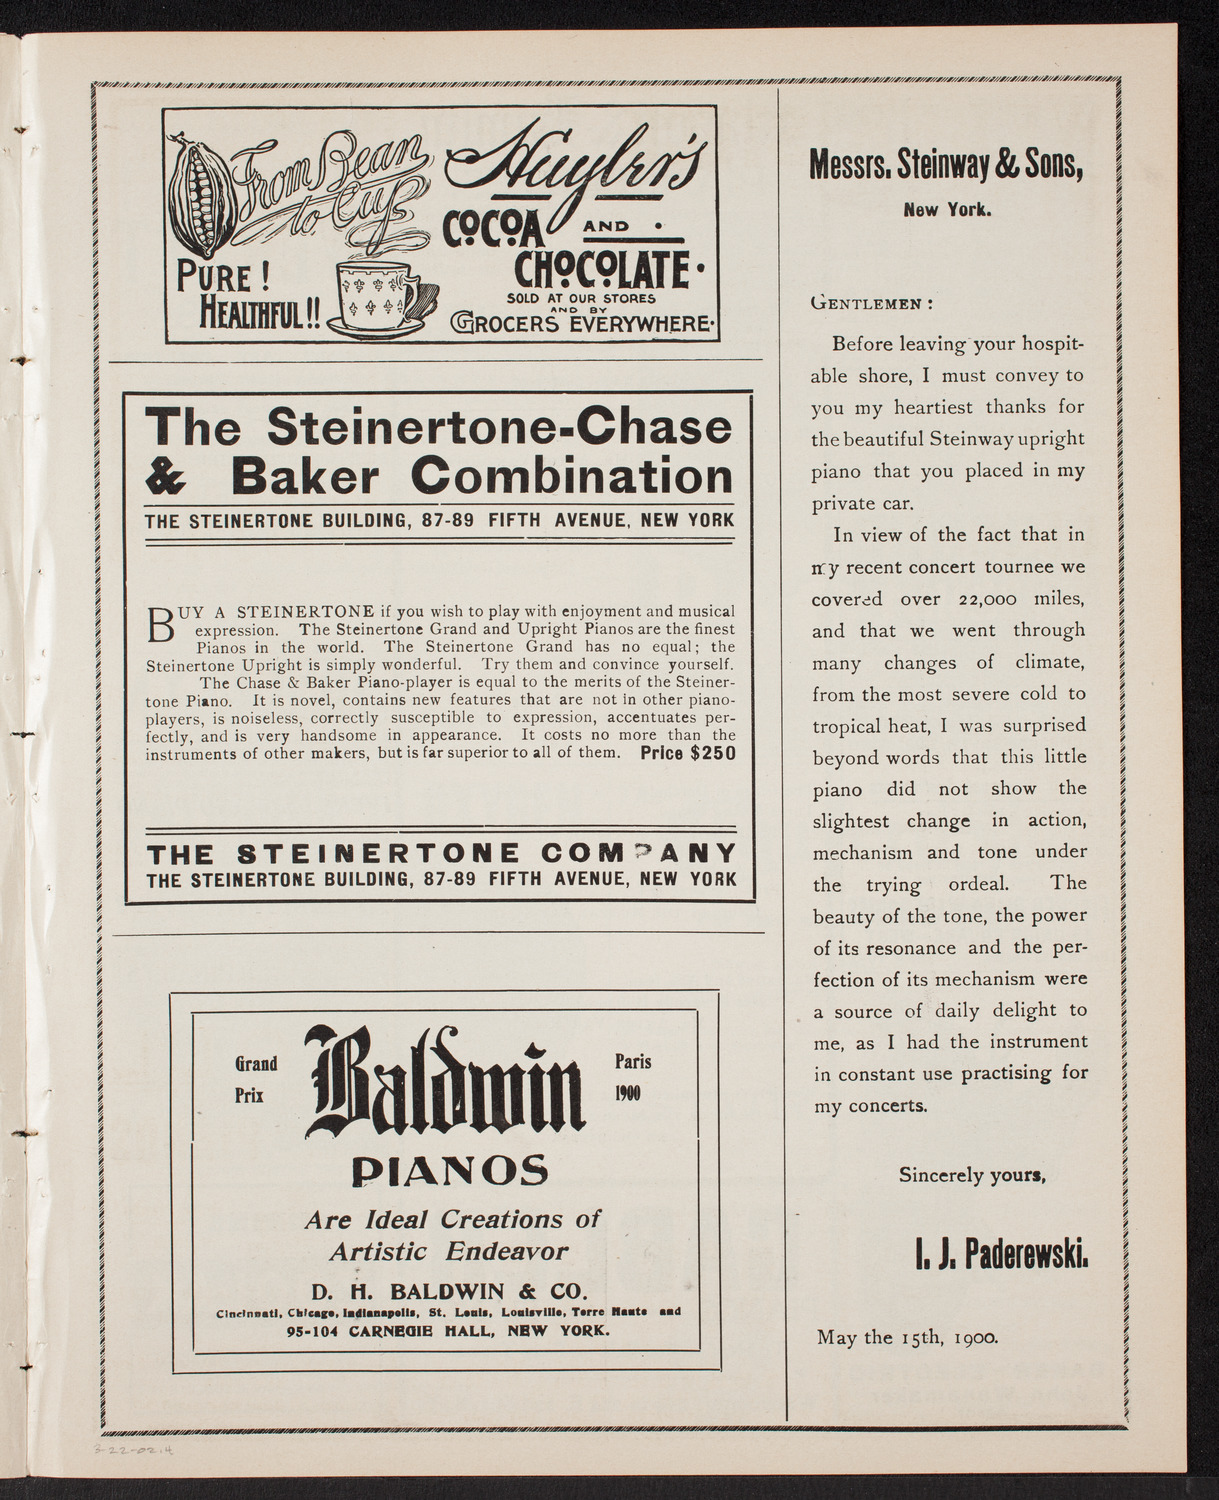 From Bean
to Cup
PURE!
HEALTHFUL!!
Huyler's
COCOA AND
CHOCOLATE.
SOLD AT OUR STORES
AND BY
GROCERS EVERYWHERE.
The Steinertone-Chase
& Baker Combination
THE STEINERTONE BUILDING, 87-89 FIFTH AVENUE, NEW YORK
BUY A STEINERTONE if you wish to play with enjoyment and musical
expression. The Steinertone Grand and Upright Pianos are the finest
Pianos in the world. The Steinertone Grand has no equal; the
Steinertone Upright is simply wonderful. Try them and convince yourself.
The Chase & Baker Piano-player is equal to the merits of the Steiner-
tone Piano. It is novel, contains new features that are not in other piano-
players, is noiseless, correctly susceptible to expression, accentuates per-
fectly, and is very handsome in appearance. It costs no more than the
instruments of other makers, but is far superior to all of them. Price $250
THE STEINERTONE COMPANY
THE STEINERTONE BUILDING, 87-89 FIFTH AVENUE, NEW YORK
Grand
Prix
Baldwin
Paris
1900
PIANOS
Are Ideal Creations of
Artistic Endeavor
D. H. BALDWIN & CO.
Cincinnati, Chicago, Indianapolis, St. Louis, Louisville, Terre Haute and
95-104 CARNEGIE HALL, NEW YORK.
Messrs. Steinway & Sons,
New York.
GENTLEMEN:
Before leaving your hospit-
able shore, I must convey to
you my heartiest thanks for
the beautiful Steinway upright
piano that you placed in my
private car.
In view of the fact that in
my recent concert tournee we
covered over 22,000 miles,
and that we went through
many changes of climate,
from the most severe cold to
tropical heat, I was surprised
beyond words that this little
piano did not show the
slightest change in action,
mechanism and tone under
the trying ordeal. The
beauty of the tone, the power
of its resonance and the per-
fection of its mechanism were
a source of daily delight to
me, as I had the instrument
in constant use practising for
my concerts.
Sincerely yours,
I. J. Paderewski.
May the 15th, 1900.
3-22-02.H